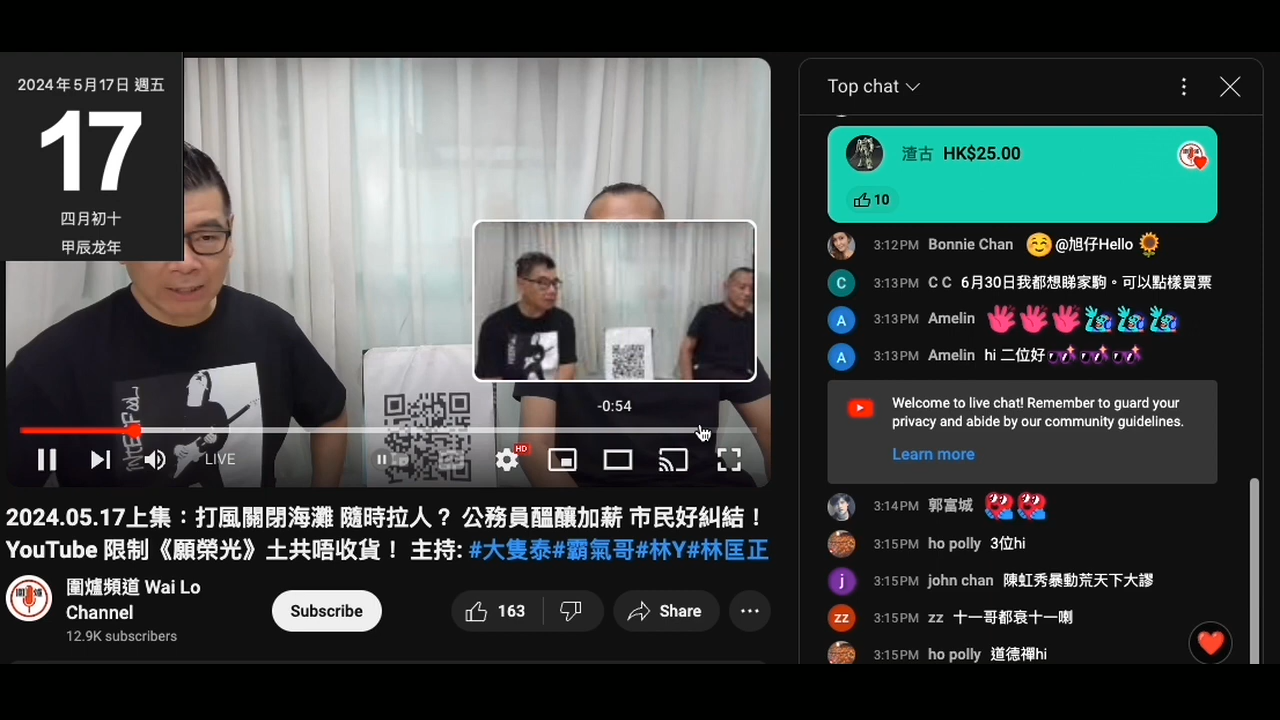 2024年5月17日 週五
17
四月初十
甲辰龙年
-0:54
LIVE
HD
2024.05.17上集：打風關閉海灘 隨時拉人？ 公務員醞釀加薪 市民好糾結！
YouTube 限制《願榮光》土共唔收貨！ 主持: #大隻泰#霸氣哥#林Y#林匡正
圍爐頻道 Wai Lo
Channel
12.9K subscribers
Subscribe
163
Share
Top chat
渣古 HK$25.00
10
3:12PM Bonnie Chan ☺️@旭仔Hello 🌻
C 3:13PM C C 6月30日我都想睇家駒。可以點樣買票
A 3:13PM Amelin
A 3:13PM Amelin hi 二位好
Welcome to live chat! Remember to guard your
privacy and abide by our community guidelines.
Learn more
3:14PM 郭富城
3:15PM ho polly 3位hi
j 3:15PM john chan 陳虹秀暴動荒天下大謬
zz 3:15PM zz 十一哥都衰十一喇
3:15PM ho polly 道德禪hi